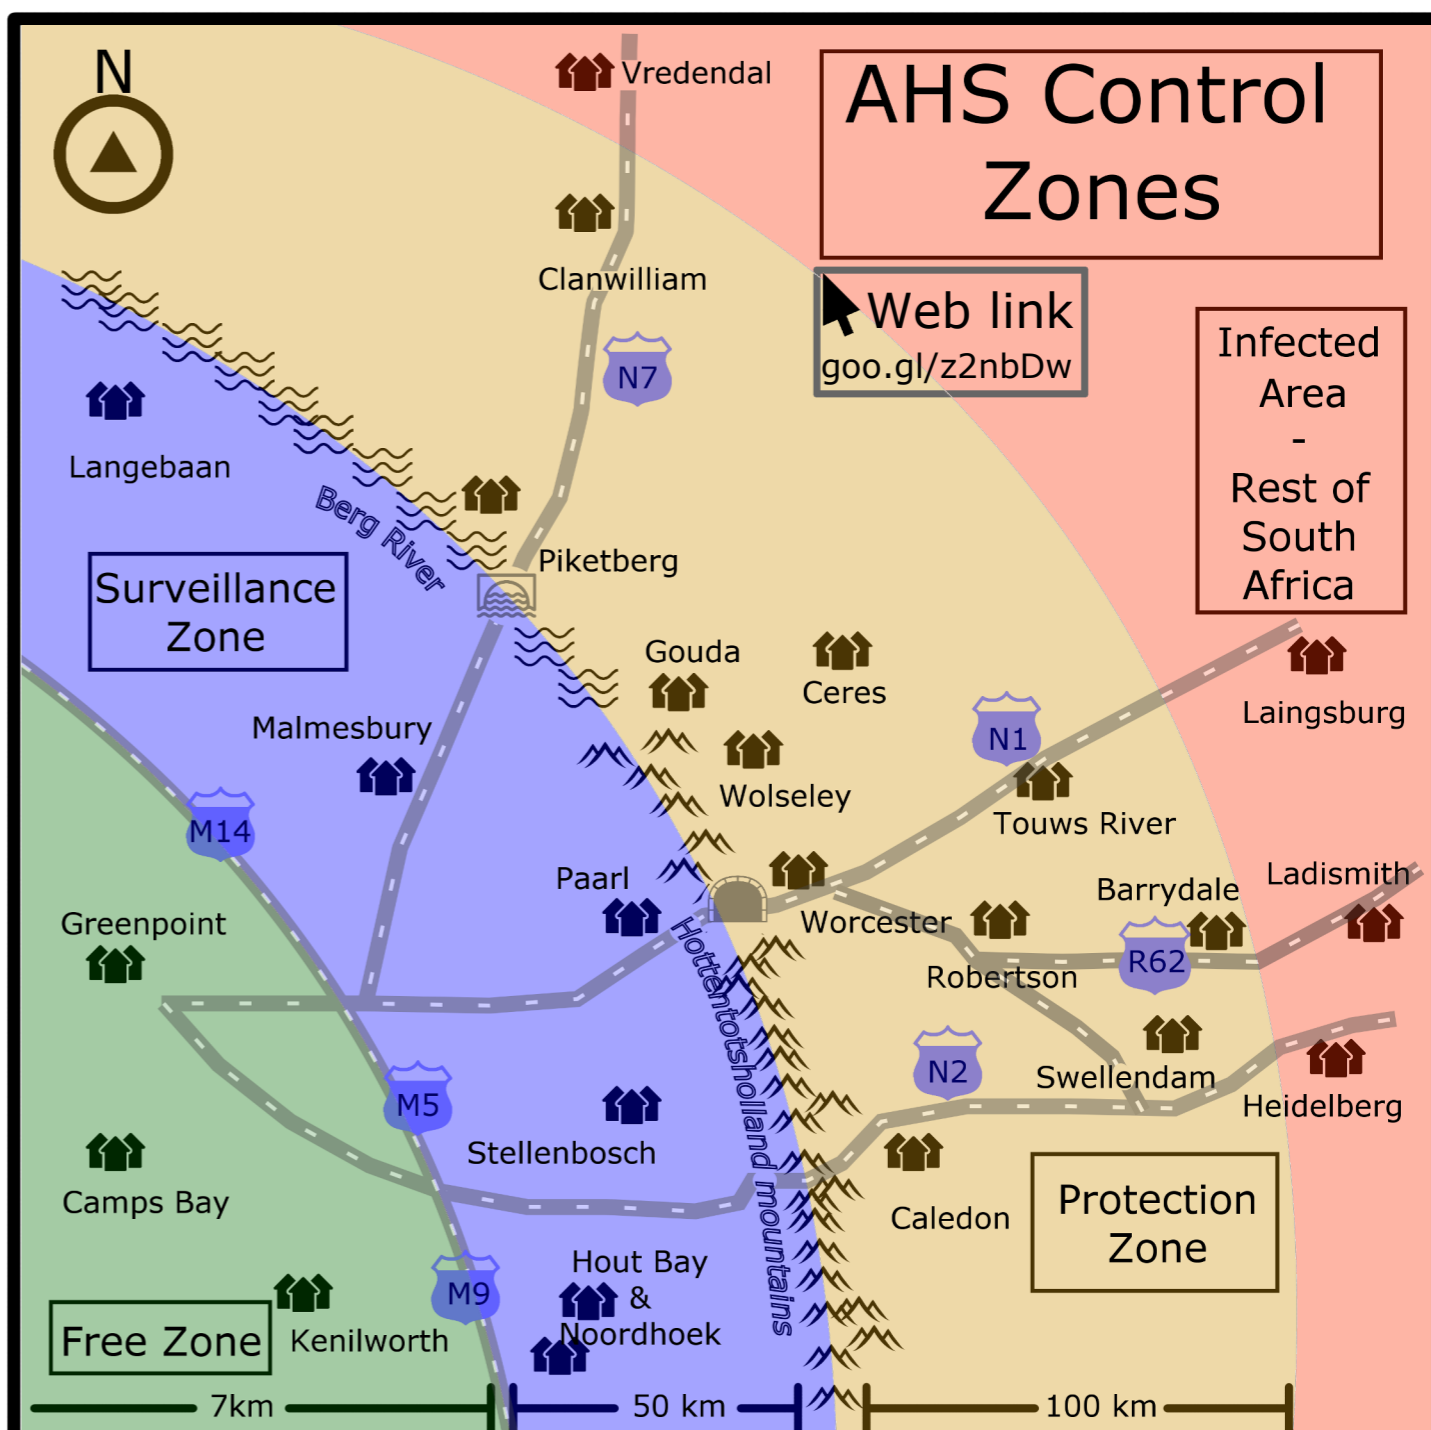 N
Vredendal
AHS Control
Zones
Clanwilliam
Web link
goo.gl/z2nbDw
N7
Infected
Area
-
Rest of
South
Africa
Langebaan
Berg River
Piketberg
Surveillance
Zone
Gouda
Ceres
Laingsburg
Malmesbury
N1
Wolseley
Touws River
M14
Paarl
Barrydale
Ladismith
Greenpoint
Worcester
Robertson
R62
Hottentotsholland mountains
M5
N2
Swellendam
Heidelberg
Stellenbosch
Camps Bay
Caledon
Protection
Zone
Hout Bay
&
Noordhoek
M9
Free Zone
Kenilworth
7km
50 km
100 km